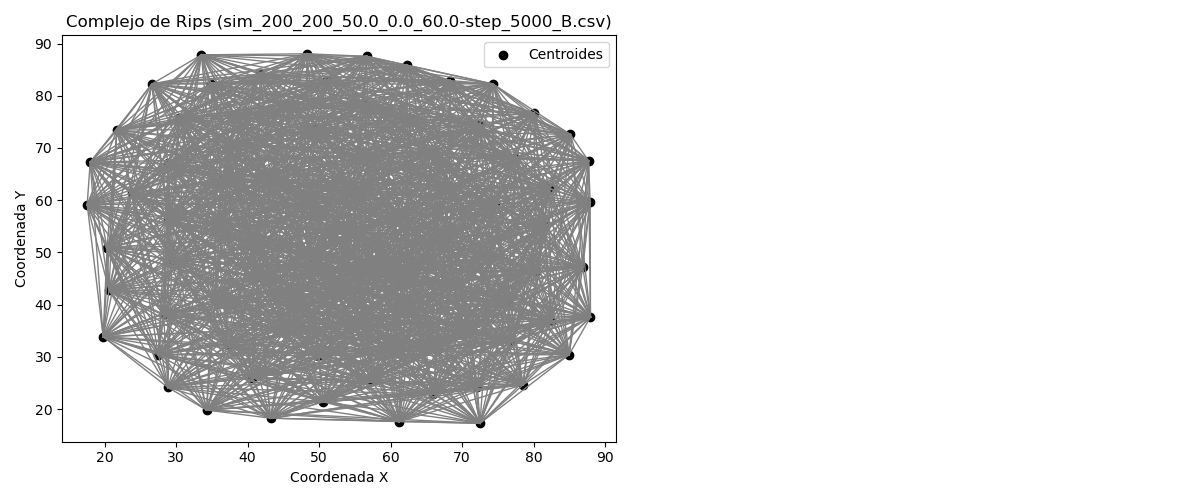 Complejo de Rips (sim_200_200_50.0_0.0_60.0-step_5000_B.csv)
Centroides
90
80
70
60
50
40
30
20
Coordenada Y
20 30 40 50 60 70 80 90
Coordenada X